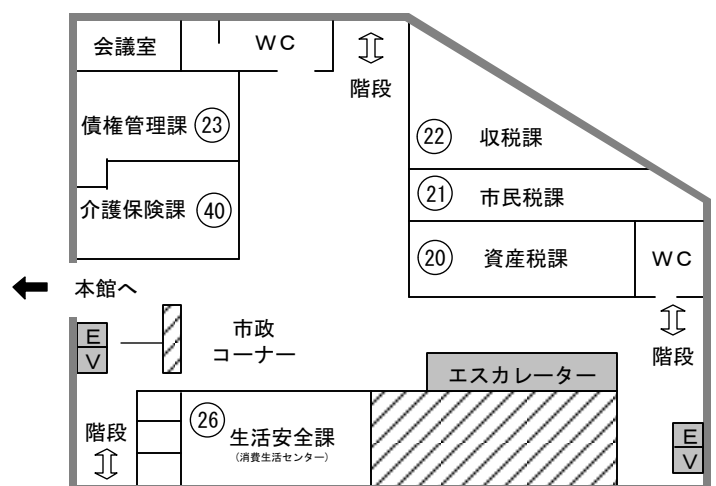 会議室
WC
階段
債権管理課 23
22 収税課
介護保険課 40
21 市民税課
20 資産税課
WC
本館へ
EV
市政
コーナー
階段
エスカレーター
26 生活安全課
(消費生活センター)
階段
EV